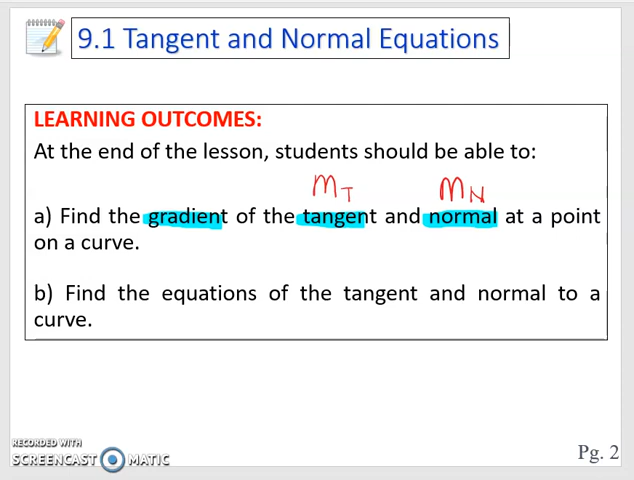 9.1 Tangent and Normal Equations
LEARNING OUTCOMES:
At the end of the lesson, students should be able to:
m_T m_N
a) Find the gradient of the tangent and normal at a point
on a curve.
b) Find the equations of the tangent and normal to a
curve.
RECORDED WITH
SCREENCAST MATIC
Pg. 2